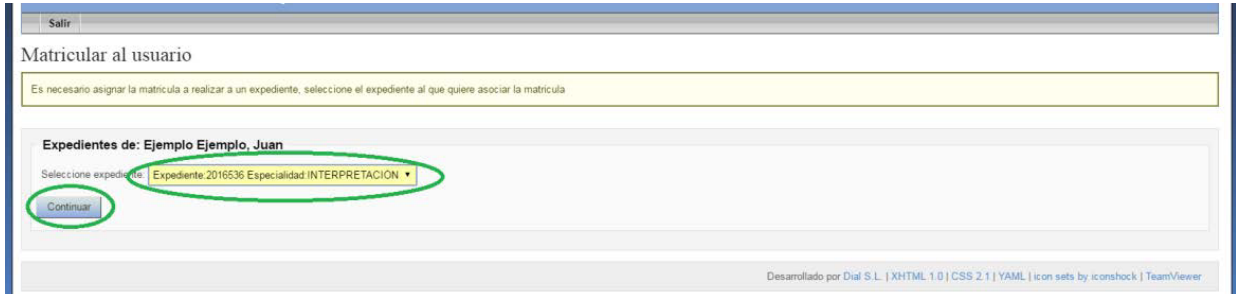 Salir
Matricular al usuario
Es necesario asignar la matricula a realizar a un expediente, seleccione el expediente al que quiere asociar la matricula
Expedientes de: Ejemplo Ejemplo, Juan
Seleccione expediente: Expediente:2016536 Especialidad:INTERPRETACIÓN
Continuar
Desarrollado por Dial S.L. | XHTML 1.0 | CSS 2.1 | YAML | icon sets by iconshock | TeamViewer